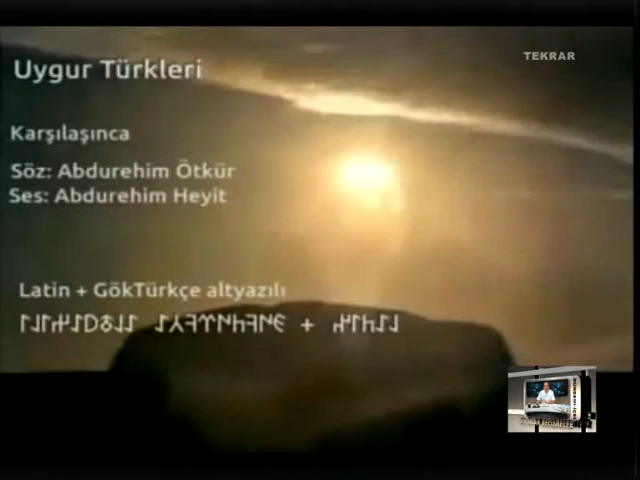 TEKRAR
Uygur Türkleri
Karşılaşınca
Söz: Abdurehim Ötkür
Ses: Abdurehim Heyit
Latin + GökTürkçe altyazılı